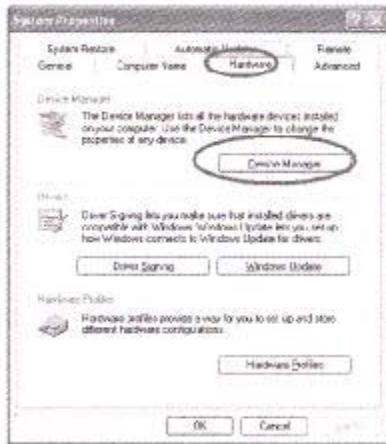 System Properties
System Restore Automatic Updates Remote
General Computer Name Hardware Advanced
Device Manager
The Device Manager lists all the hardware devices installed
on your computer. Use the Device Manager to change the
properties of any device.
Device Manager
Drivers
Driver Signing lets you make sure that installed drivers are
compatible with Windows. Windows Update lets you set up
how Windows connects to Windows Update for drivers.
Driver Signing Windows Update
Hardware Profiles
Hardware profiles provide a way for you to set up and store
different hardware configurations.
Hardware Profiles
OK Cancel